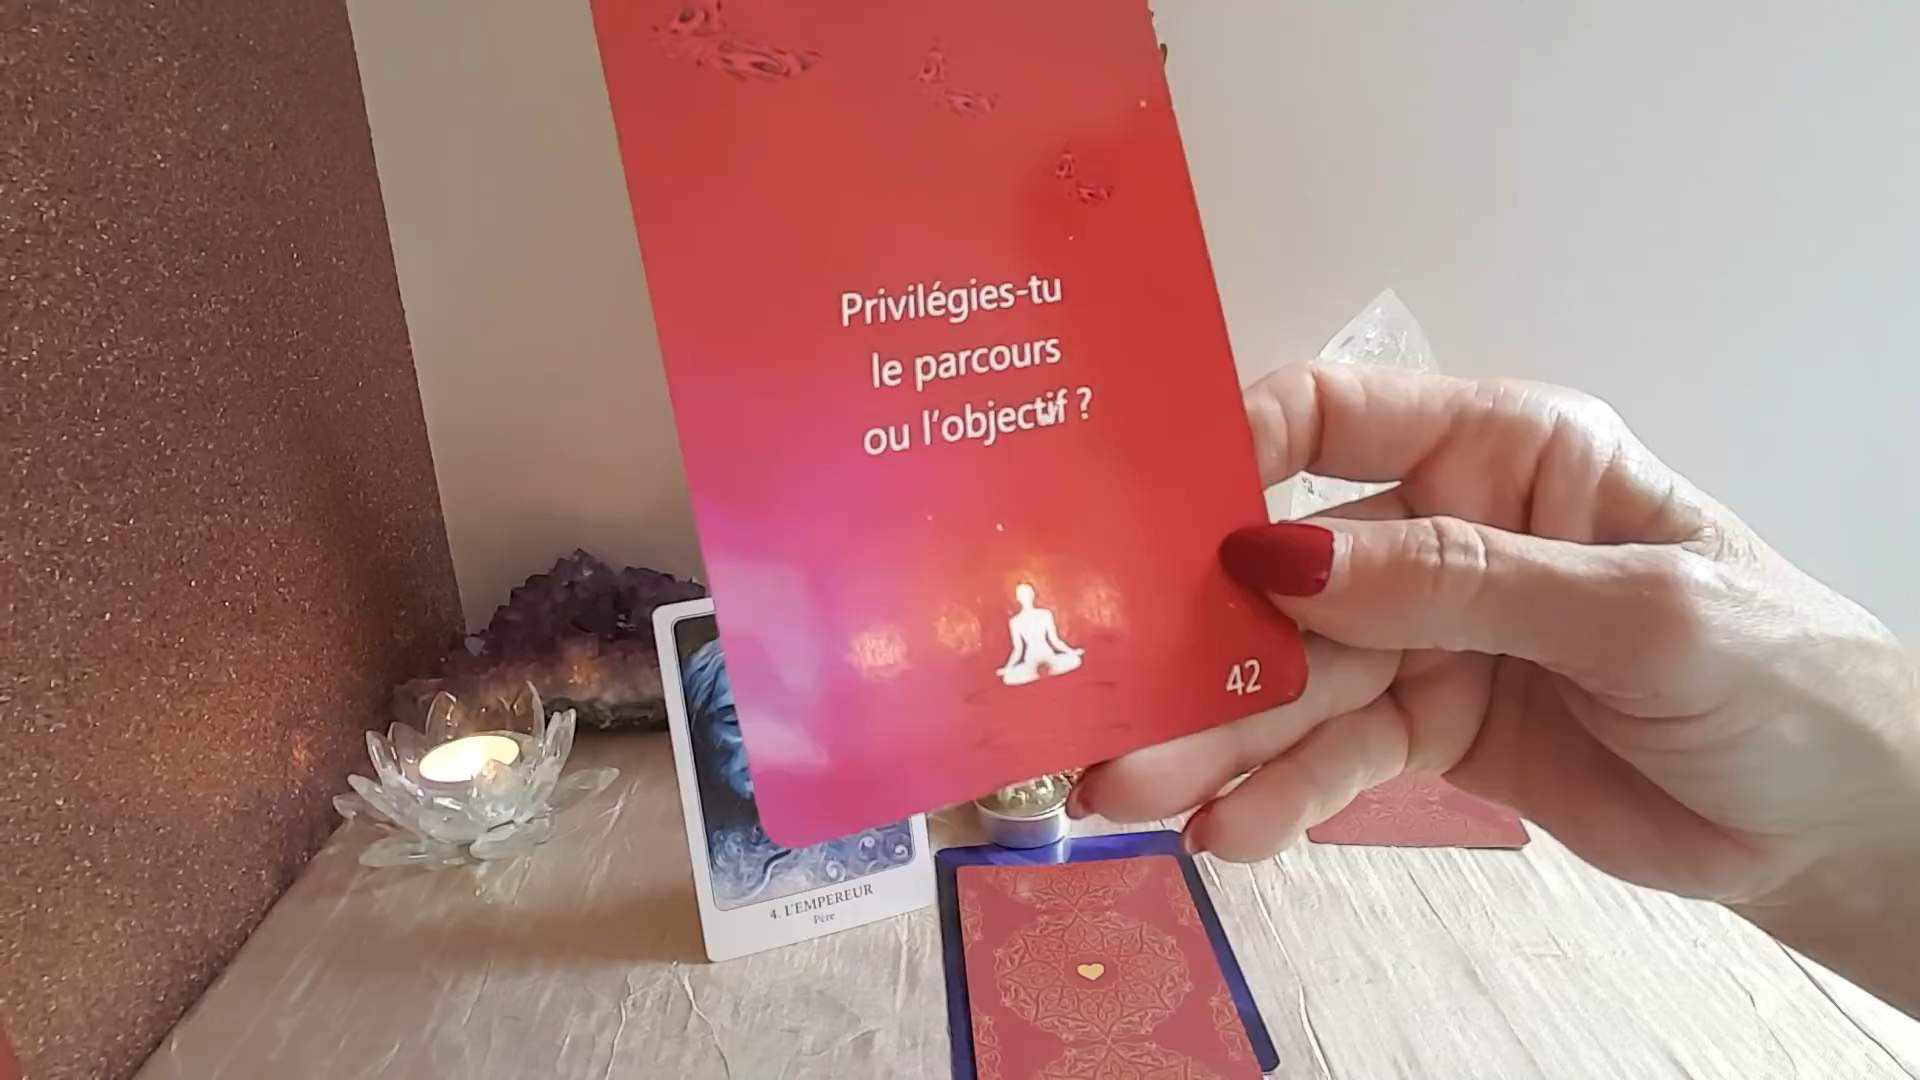 Privilégies-tu
le parcours
ou l'objectif ?
42
4. L'EMPEREUR
Père